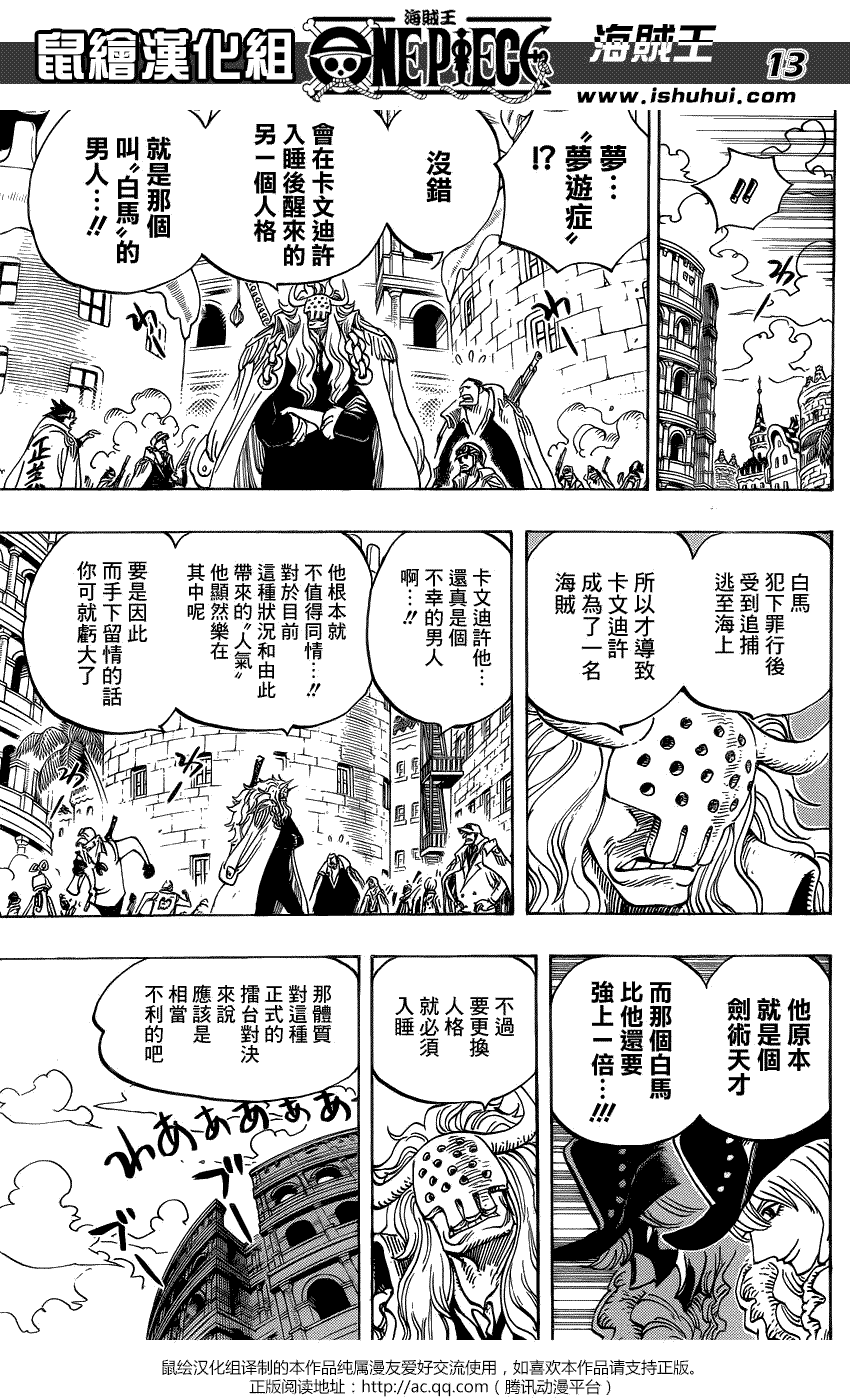 鼠繪漢化組
海賊王
ONE PIECE
海賊王
13
www.ishuhui.com
!!
夢…
〝夢遊症〞
!?
沒錯
會在卡文迪許
入睡後醒來的
另一個人格
就是那個
叫〝白馬〞的
男人…!!
わ
わ
白馬
犯下罪行後
受到追捕
逃至海上
所以才導致
卡文迪許
成為了一名
海賊
卡文迪許他…
還真是個
不幸的男人
啊…!!
他根本就
不值得同情…!!
對於目前
這種狀況和由此
帶來的〝人氣〞
他顯然樂在
其中呢
要是因此
而手下留情的話
你可就虧大了
わ
わ
他原本
就是個
劍術天才
而那個白馬
比他還要
強上一倍…!!!
不過
要更換
人格
就必須
入睡
那體質
對這種
正式的
擂台對決
來說
應該是
相當
不利的吧
わあああああ
鼠绘汉化组译制的本作品纯属漫友爱好交流使用，如喜欢本作品请支持正版。
正版阅读地址：http://ac.qq.com（腾讯动漫平台）